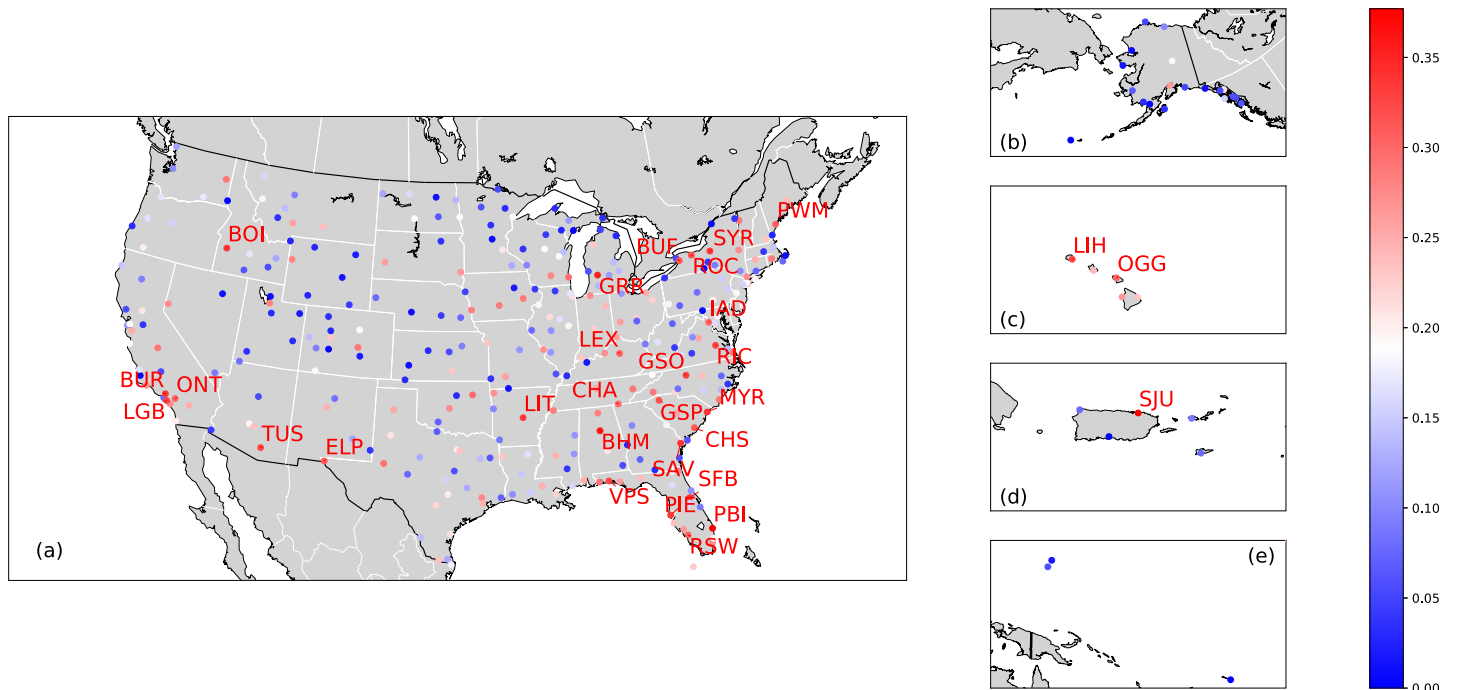 PWM
BOI
BUF
SYR
ROC
GRR
IAD
LEX
GSO
RIC
BUR
ONT
CHA
MYR
LGB
LIT
GSP
TUS
ELP
BHM
CHS
SAV
SFB
VPS
PIE
PBI
RSW
(a)
(b)
LIH
OGG
(c)
SJU
(d)
(e)
0.35
0.30
0.25
0.20
0.15
0.10
0.05
0.00